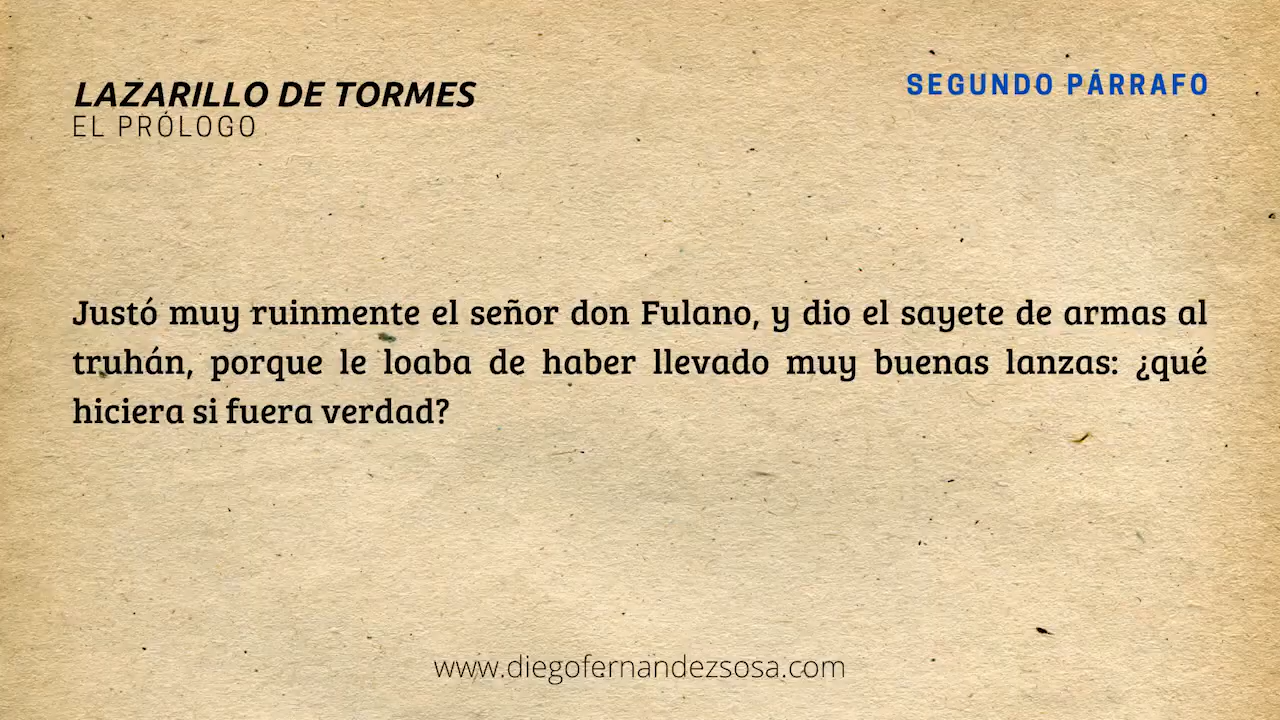 LAZARILLO DE TORMES
EL PRÓLOGO
SEGUNDO PÁRRAFO
Justó muy ruinmente el señor don Fulano, y dio el sayete de armas al
truhán, porque le loaba de haber llevado muy buenas lanzas: ¿qué
hiciera si fuera verdad?
www.diegofernandezsosa.com